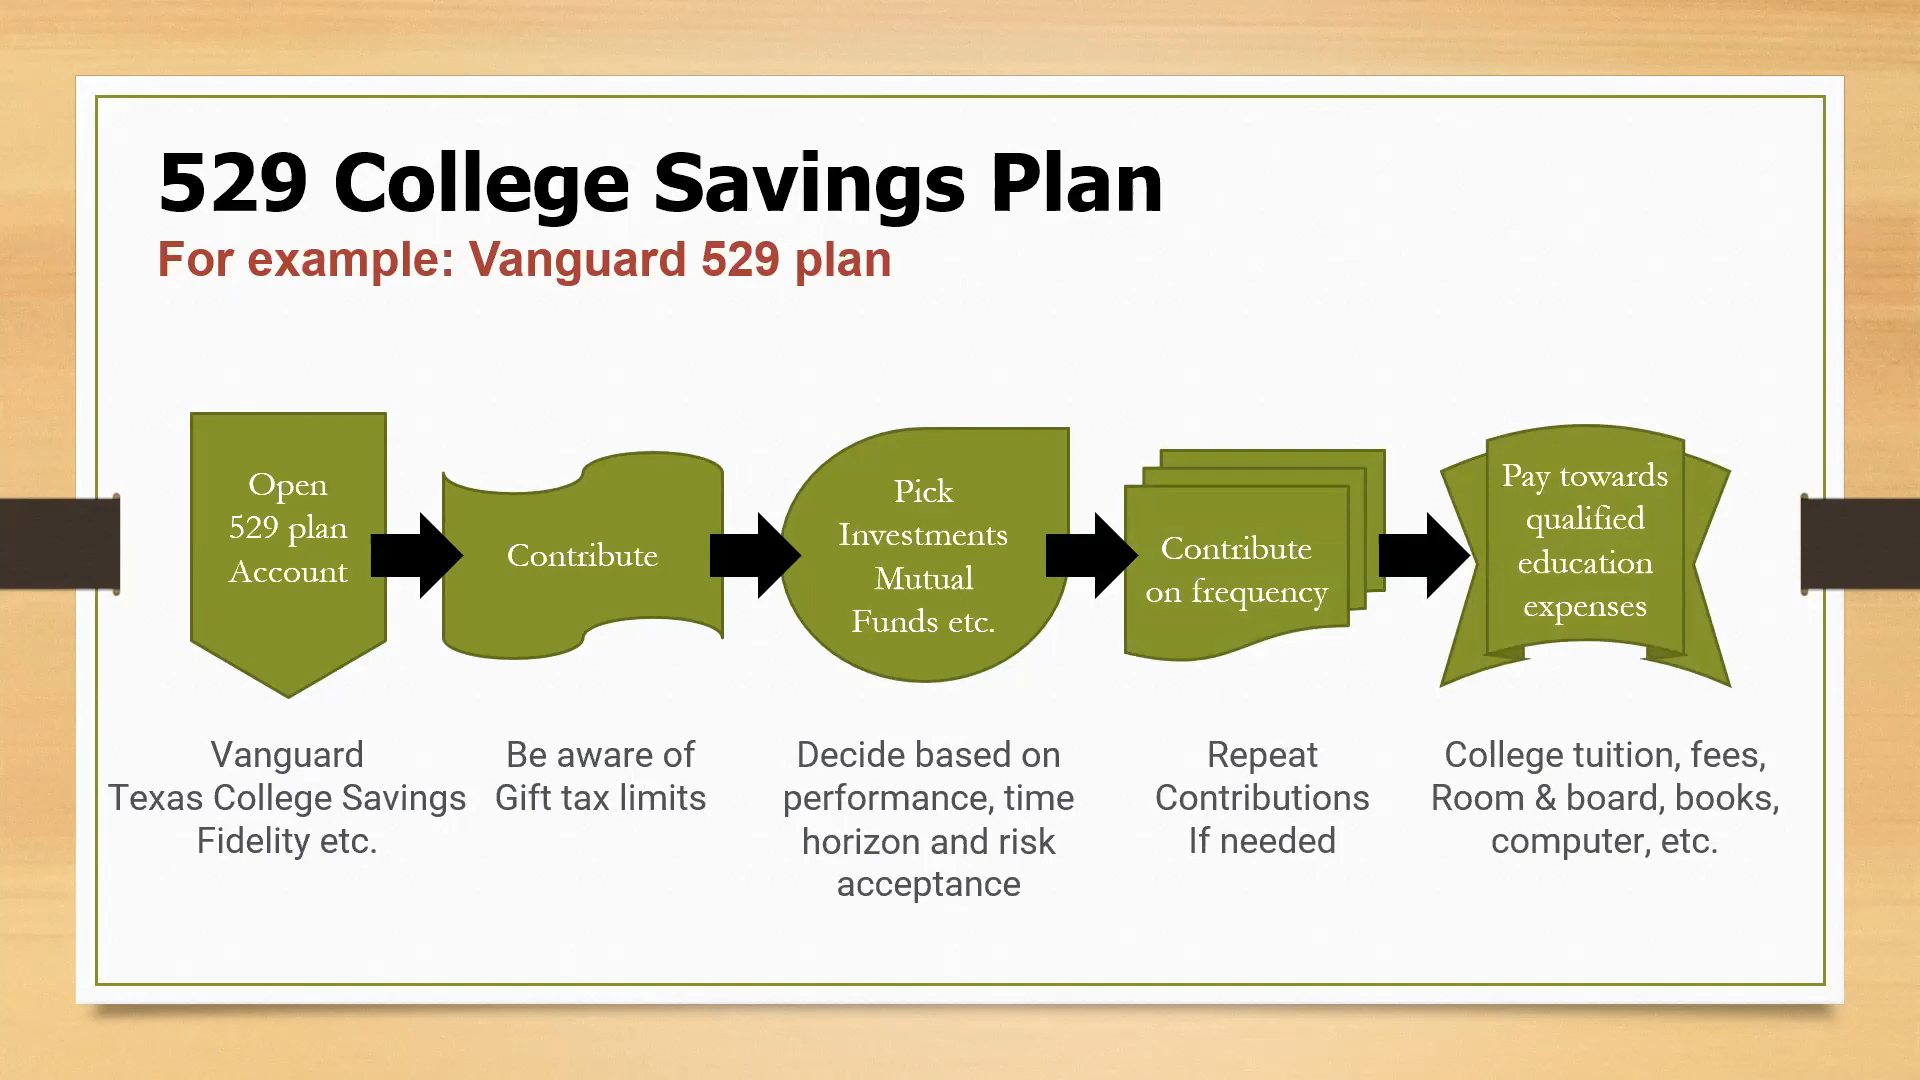 529 College Savings Plan
For example: Vanguard 529 plan
Open
529 plan
Account
Contribute
Pick
Investments
Mutual
Funds etc.
Contribute
on frequency
Pay towards
qualified
education
expenses
Vanguard
Texas College Savings
Fidelity etc.
Be aware of
Gift tax limits
Decide based on
performance, time
horizon and risk
acceptance
Repeat
Contributions
If needed
College tuition, fees,
Room & board, books,
computer, etc.